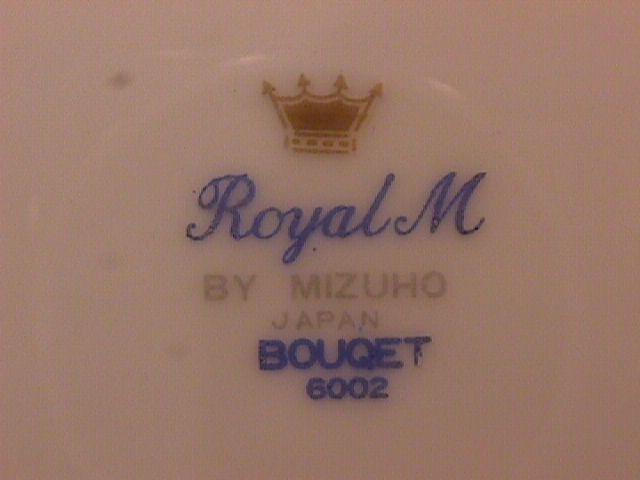 Royal M
BY MIZUHO
JAPAN
BOUQET
6002